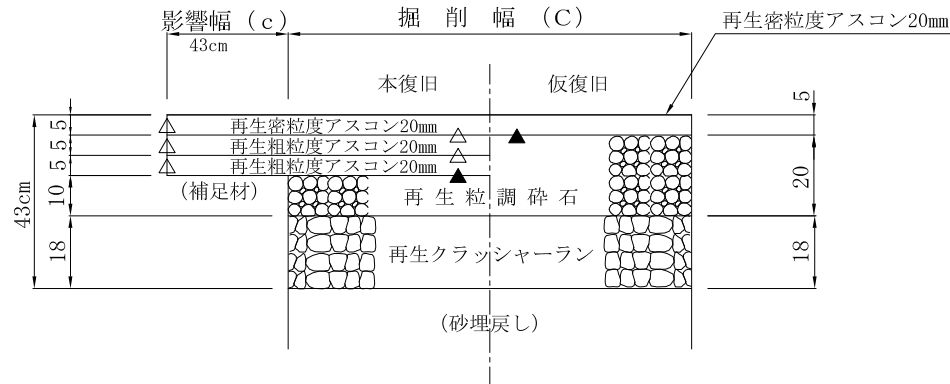 影響幅（c）
43cm
掘削幅（C）
再生密粒度アスコン20mm
本復旧
仮復旧
5
5
再生密粒度アスコン20mm
5
再生粗粒度アスコン20mm
5
再生粗粒度アスコン20mm
43cm
10
（補足材）
再生粒調砕石
20
18
再生クラッシャーラン
18
（砂埋戻し）